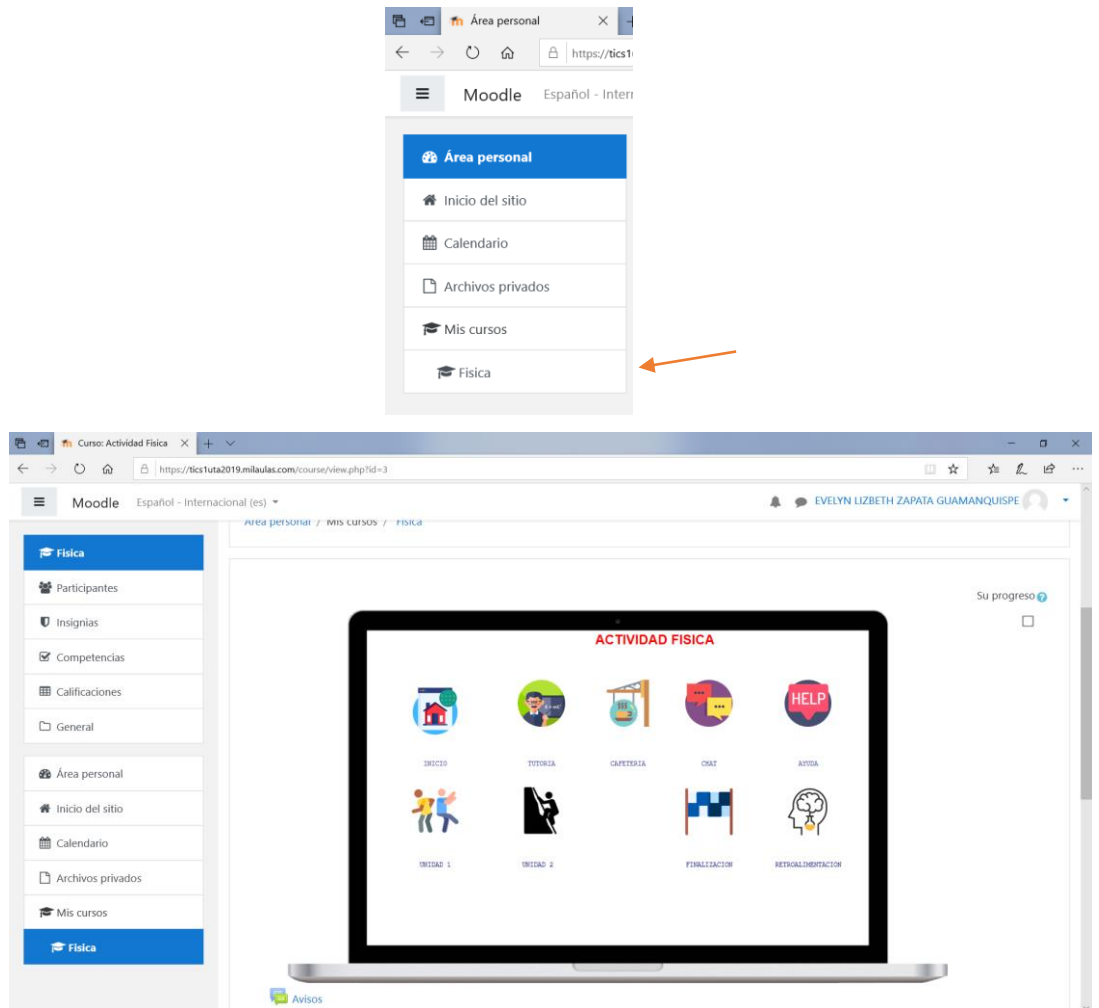 Área personal
https://tics1
Moodle Español - Inter
Área personal
Inicio del sitio
Calendario
Archivos privados
Mis cursos
Fisica
Curso: Actividad Fisica
https://tics1uta2019.milaulas.com/course/view.php?id=3
Moodle Español - Internacional (es) EVELYN LIZBETH ZAPATA GUAMANQUISPE
Área personal / Mis cursos / Fisica
Fisica
Participantes
Insignias
Competencias
Calificaciones
General
Área personal
Inicio del sitio
Calendario
Archivos privados
Mis cursos
Fisica
Su progreso
ACTIVIDAD FISICA
HELP
INICIO TUTORIA CAFETERIA CHAT AYUDA
UNIDAD 1 UNIDAD 2 FINALIZACION RETROALIMENTACION
Avisos